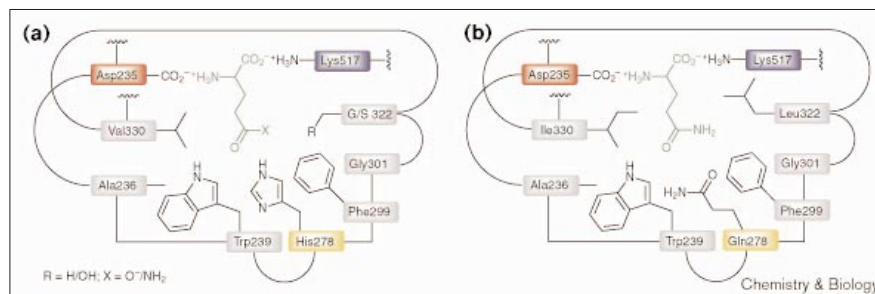 (a)
CO₂⁻
⁺H₃N
Lys517
Asp235
CO₂⁻
⁺H₃N
Val330
R
G/S 322
O
X
Gly301
Ala236
H
N
H
N
N
Phe299
Trp239
His278
R = H/OH; X = O⁻/NH₂
(b)
CO₂⁻
⁺H₃N
Lys517
Asp235
CO₂⁻
⁺H₃N
Ile330
Leu322
O
NH₂
Gly301
Ala236
H
N
H₂N
O
Phe299
Trp239
Gln278
Chemistry & Biology